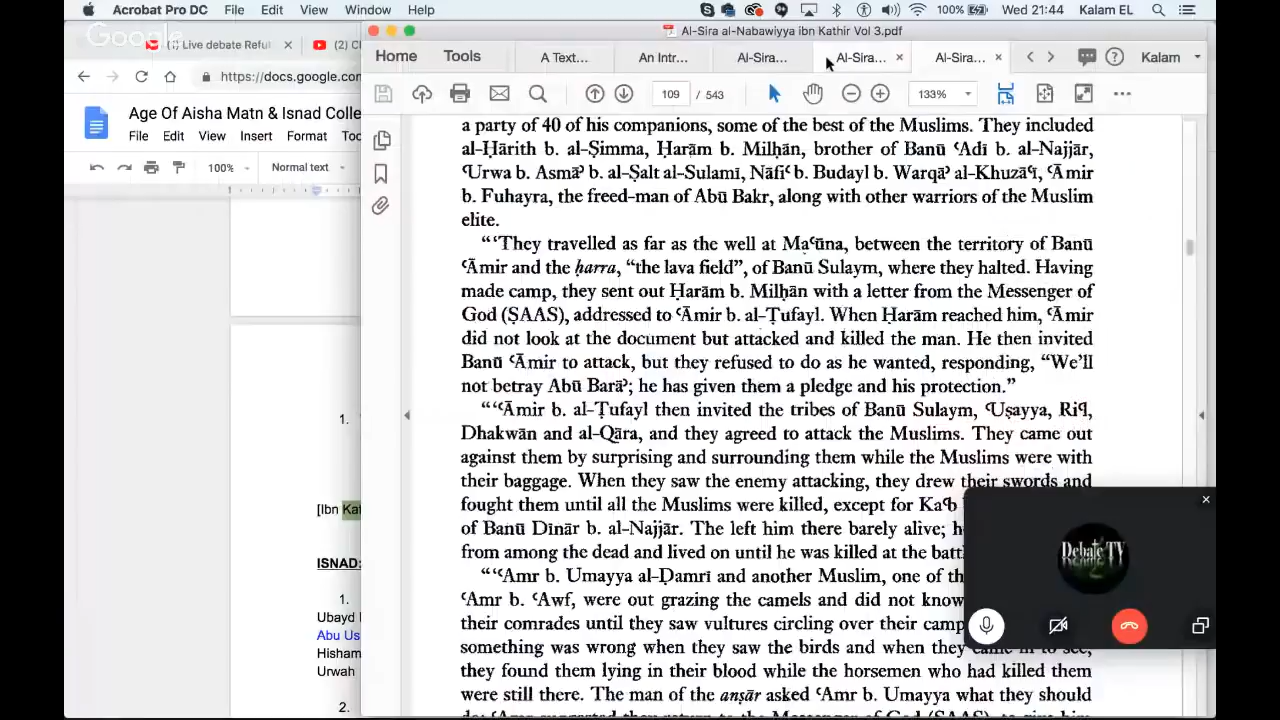 Acrobat Pro DC File Edit View Window Help 100% Wed 21:44 Kalam EL
Google
(1) Live debate Refu
(2) C
https://docs.google.com
Age Of Aisha Matn & Isnad Colle
File Edit View Insert Format Too
100% Normal text
1.
[Ibn Kat
ISNAD:
1.
Ubayd
Abu Us
Hisham
Urwah
2.
Al-Sira al-Nabawiyya ibn Kathir Vol 3.pdf
Home Tools A Text... An Intr... Al-Sira... Al-Sira... Al-Sira... Kalam
109 / 543 133%
a party of 40 of his companions, some of the best of the Muslims. They included
al-Ḥārith b. al-Ṣimma, Ḥarām b. Milḥān, brother of Banū ʿAdī b. al-Najjār,
ʿUrwa b. Asmāʾ b. al-Ṣalt al-Sulamī, Nāfiʿ b. Budayl b. Warqāʾ al-Khuzāʿī, ʿĀmir
b. Fuhayra, the freed-man of Abū Bakr, along with other warriors of the Muslim
elite.
“‘They travelled as far as the well at Maʿūna, between the territory of Banū
ʿĀmir and the ḥarra, “the lava field”, of Banū Sulaym, where they halted. Having
made camp, they sent out Ḥarām b. Milḥān with a letter from the Messenger of
God (ṢAAS), addressed to ʿĀmir b. al-Ṭufayl. When Ḥarām reached him, ʿĀmir
did not look at the document but attacked and killed the man. He then invited
Banū ʿĀmir to attack, but they refused to do as he wanted, responding, “We’ll
not betray Abū Barāʾ; he has given them a pledge and his protection.”
“‘ʿĀmir b. al-Ṭufayl then invited the tribes of Banū Sulaym, ʿUṣayya, Riʿl,
Dhakwān and al-Qāra, and they agreed to attack the Muslims. They came out
against them by surprising and surrounding them while the Muslims were with
their baggage. When they saw the enemy attacking, they drew their swords and
fought them until all the Muslims were killed, except for Kaʿb
of Banū Dīnār b. al-Najjār. The left him there barely alive; h
from among the dead and lived on until he was killed at the batt
“‘ʿAmr b. Umayya al-Ḍamrī and another Muslim, one of th
ʿAmr b. ʿAwf, were out grazing the camels and did not know
their comrades until they saw vultures circling over their camp
something was wrong when they saw the birds and when they came in to see,
they found them lying in their blood while the horsemen who had killed them
were still there. The man of the anṣār asked ʿAmr b. Umayya what they should
Debate TV